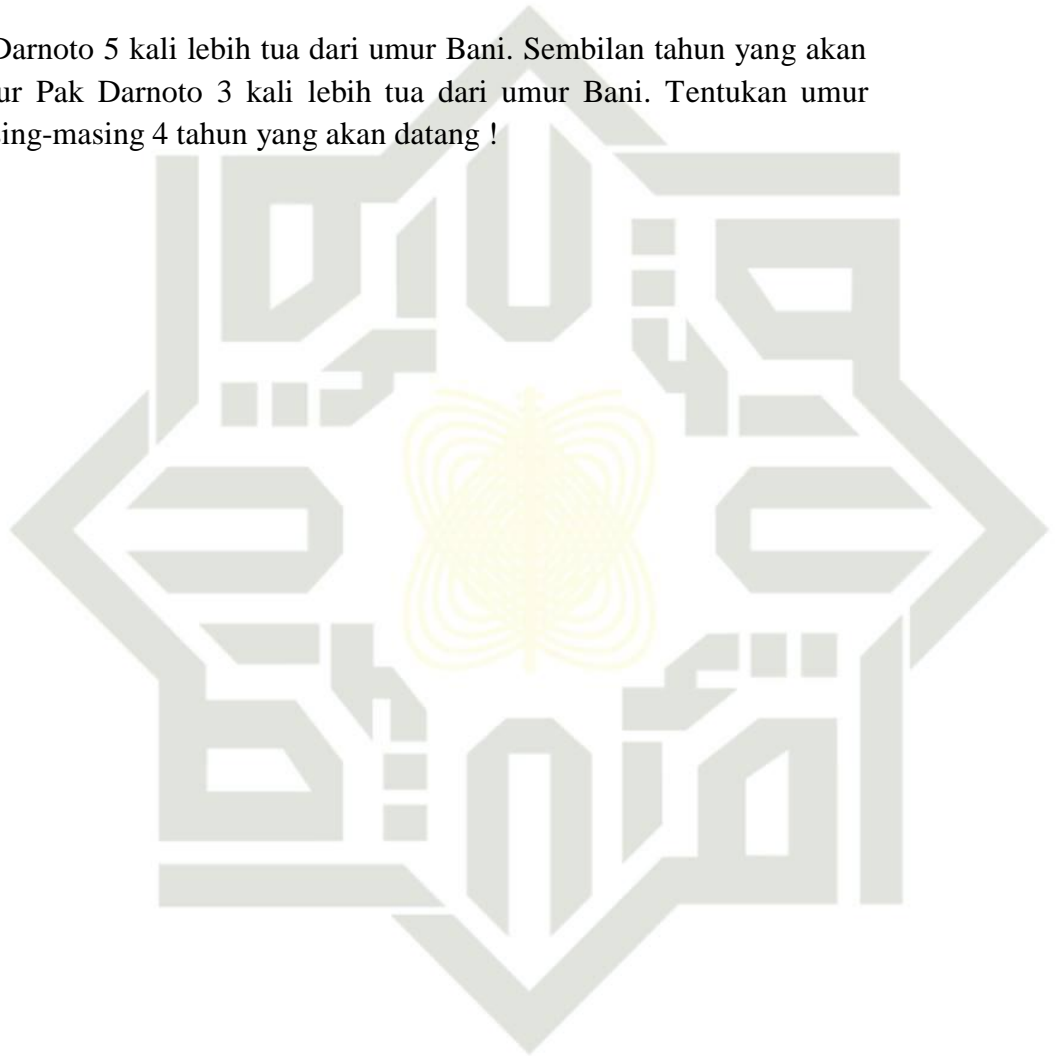 Darnoto 5 kali lebih tua dari umur Bani. Sembilan tahun yang akan
ur Pak Darnoto 3 kali lebih tua dari umur Bani. Tentukan umur
ing-masing 4 tahun yang akan datang !